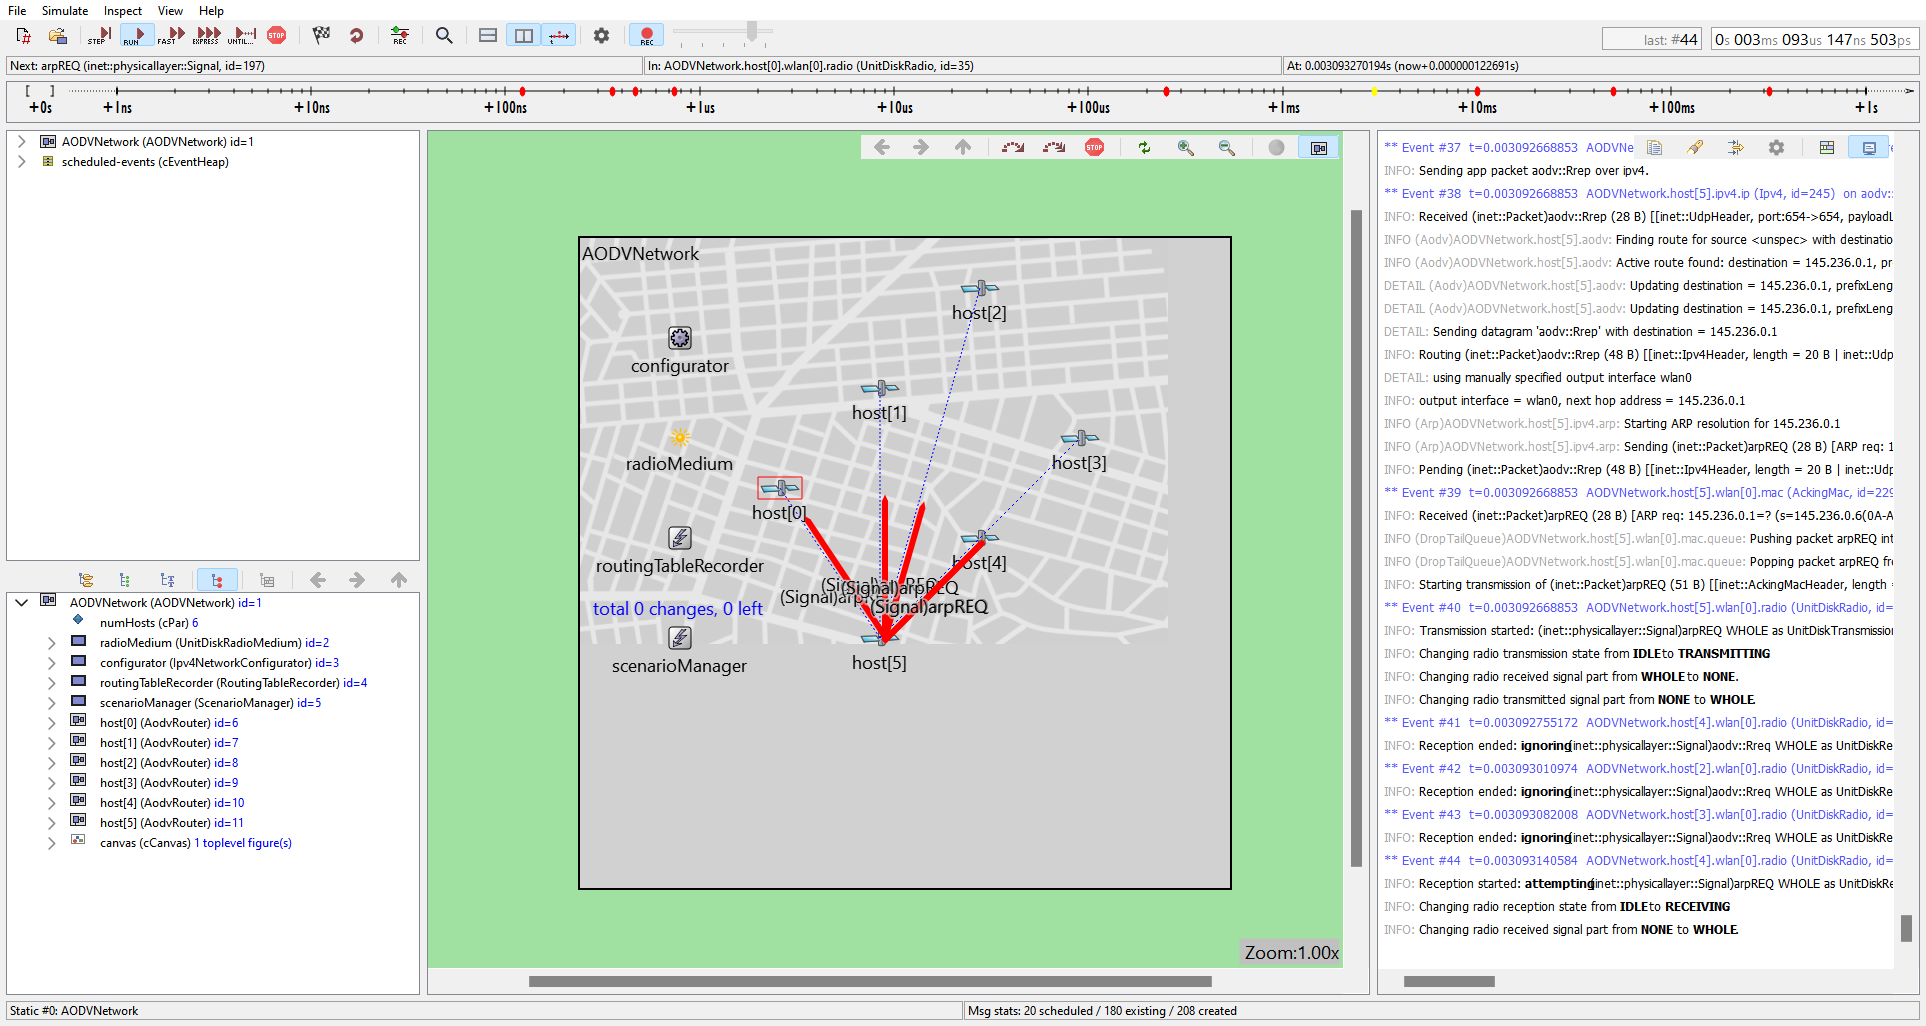 File Simulate Inspect View Help
STEP RUN FAST EXPRESS UNTIL... STOP REC REC
last: #44 0s 003ms 093us 147ns 503ps
Next: arpREQ (inet::physicallayer::Signal, id=197) In: AODVNetwork.host[0].wlan[0].radio (UnitDiskRadio, id=35) At: 0.003093270194s (now+0.000000122691s)
+0s +1ns +10ns +100ns +1us +10us +100us +1ms +10ms +100ms +1s
AODVNetwork (AODVNetwork) id=1
scheduled-events (cEventHeap)
AODVNetwork (AODVNetwork) id=1
numHosts (cPar) 6
radioMedium (UnitDiskRadioMedium) id=2
configurator (Ipv4NetworkConfigurator) id=3
routingTableRecorder (RoutingTableRecorder) id=4
scenarioManager (ScenarioManager) id=5
host[0] (AodvRouter) id=6
host[1] (AodvRouter) id=7
host[2] (AodvRouter) id=8
host[3] (AodvRouter) id=9
host[4] (AodvRouter) id=10
host[5] (AodvRouter) id=11
canvas (cCanvas) 1 toplevel figure(s)
STOP
AODVNetwork
host[2]
configurator
host[1]
radioMedium
host[3]
host[0]
routingTableRecorder
host[4]
total 0 changes, 0 left
(Signal)arpREQ
(Signal)arpREQ
scenarioManager
host[5]
Zoom:1.00x
** Event #37 t=0.003092668853 AODVNe
INFO: Sending app packet aodv::Rrep over ipv4.
** Event #38 t=0.003092668853 AODVNetwork.host[5].ipv4.ip (Ipv4, id=245) on aodv::
INFO: Received (inet::Packet)aodv::Rrep (28 B) [[inet::UdpHeader, port:654->654, payloadL
INFO (Aodv)AODVNetwork.host[5].aodv: Finding route for source <unspec> with destinatio
INFO (Aodv)AODVNetwork.host[5].aodv: Active route found: destination = 145.236.0.1, pr
DETAIL (Aodv)AODVNetwork.host[5].aodv: Updating destination = 145.236.0.1, prefixLeng
DETAIL (Aodv)AODVNetwork.host[5].aodv: Updating destination = 145.236.0.1, prefixLeng
DETAIL: Sending datagram 'aodv::Rrep' with destination = 145.236.0.1
INFO: Routing (inet::Packet)aodv::Rrep (48 B) [[inet::Ipv4Header, length = 20 B | inet::Udp
DETAIL: using manually specified output interface wlan0
INFO: output interface = wlan0, next hop address = 145.236.0.1
INFO (Arp)AODVNetwork.host[5].ipv4.arp: Starting ARP resolution for 145.236.0.1
INFO (Arp)AODVNetwork.host[5].ipv4.arp: Sending (inet::Packet)arpREQ (28 B) [ARP req: 1
INFO: Pending (inet::Packet)aodv::Rrep (48 B) [[inet::Ipv4Header, length = 20 B | inet::Udp
** Event #39 t=0.003092668853 AODVNetwork.host[5].wlan[0].mac (AckingMac, id=229
INFO: Received (inet::Packet)arpREQ (28 B) [ARP req: 145.236.0.1=? (s=145.236.0.6(0A-A
INFO (DropTailQueue)AODVNetwork.host[5].wlan[0].mac.queue: Pushing packet arpREQ int
INFO (DropTailQueue)AODVNetwork.host[5].wlan[0].mac.queue: Popping packet arpREQ fr
INFO: Starting transmission of (inet::Packet)arpREQ (51 B) [[inet::AckingMacHeader, length =
** Event #40 t=0.003092668853 AODVNetwork.host[5].wlan[0].radio (UnitDiskRadio, id=
INFO: Transmission started: (inet::physicallayer::Signal)arpREQ WHOLE as UnitDiskTransmission
INFO: Changing radio transmission state from IDLE to TRANSMITTING
INFO: Changing radio received signal part from WHOLE to NONE.
INFO: Changing radio transmitted signal part from NONE to WHOLE.
** Event #41 t=0.003092755172 AODVNetwork.host[4].wlan[0].radio (UnitDiskRadio, id=
INFO: Reception ended: ignoring (inet::physicallayer::Signal)aodv::Rreq WHOLE as UnitDiskRe
** Event #42 t=0.003093010974 AODVNetwork.host[2].wlan[0].radio (UnitDiskRadio, id=
INFO: Reception ended: ignoring (inet::physicallayer::Signal)aodv::Rreq WHOLE as UnitDiskRe
** Event #43 t=0.003093082008 AODVNetwork.host[3].wlan[0].radio (UnitDiskRadio, id=
INFO: Reception ended: ignoring (inet::physicallayer::Signal)aodv::Rreq WHOLE as UnitDiskRe
** Event #44 t=0.003093140584 AODVNetwork.host[4].wlan[0].radio (UnitDiskRadio, id=
INFO: Reception started: attempting (inet::physicallayer::Signal)arpREQ WHOLE as UnitDiskRe
INFO: Changing radio reception state from IDLE to RECEIVING
INFO: Changing radio received signal part from NONE to WHOLE.
Static #0: AODVNetwork Msg stats: 20 scheduled / 180 existing / 208 created